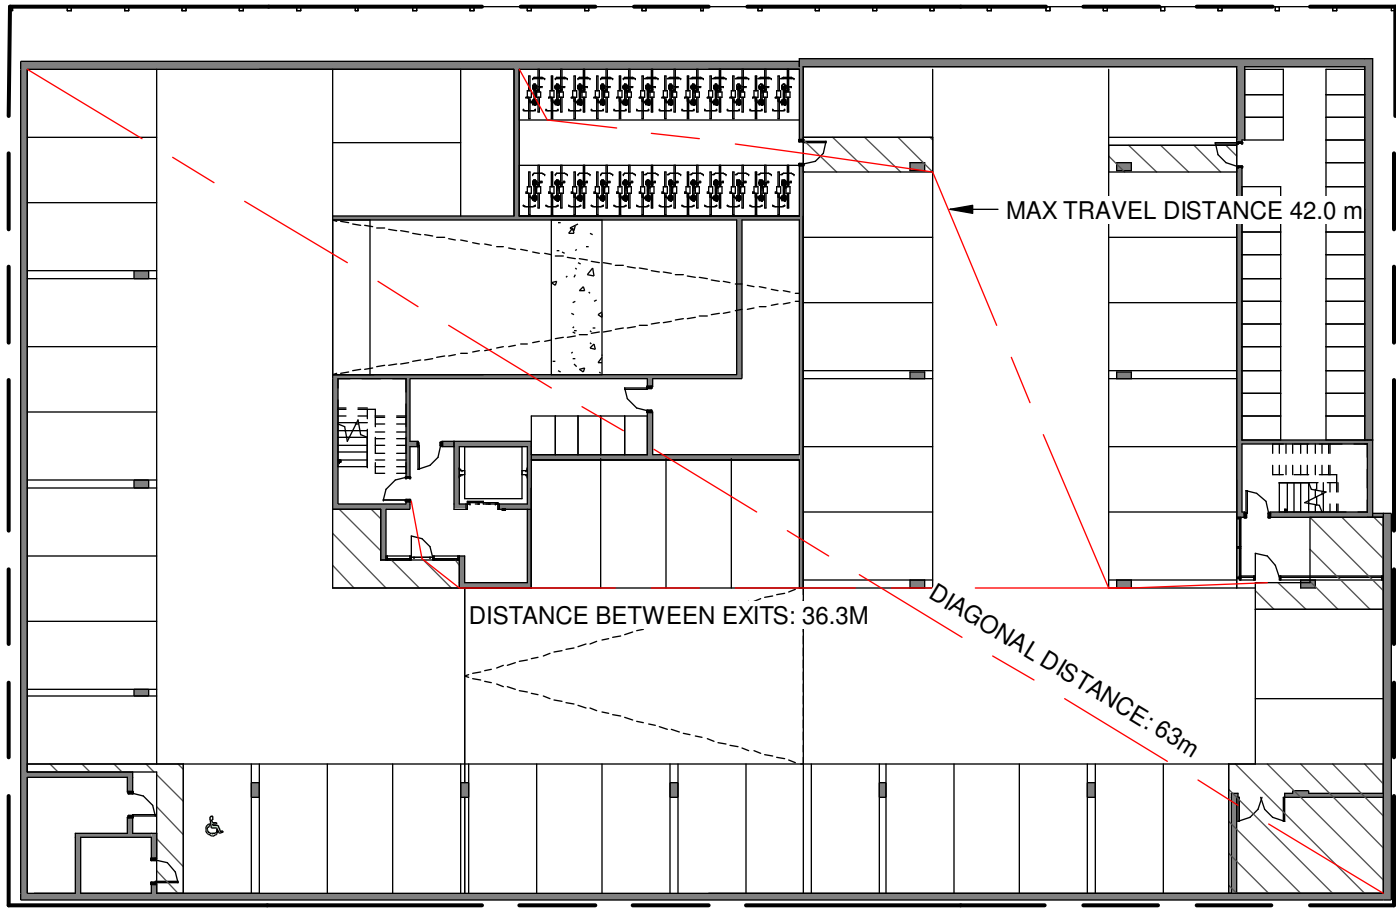 MAX TRAVEL DISTANCE 42.0 m
DISTANCE BETWEEN EXITS: 36.3M
DIAGONAL DISTANCE: 63m